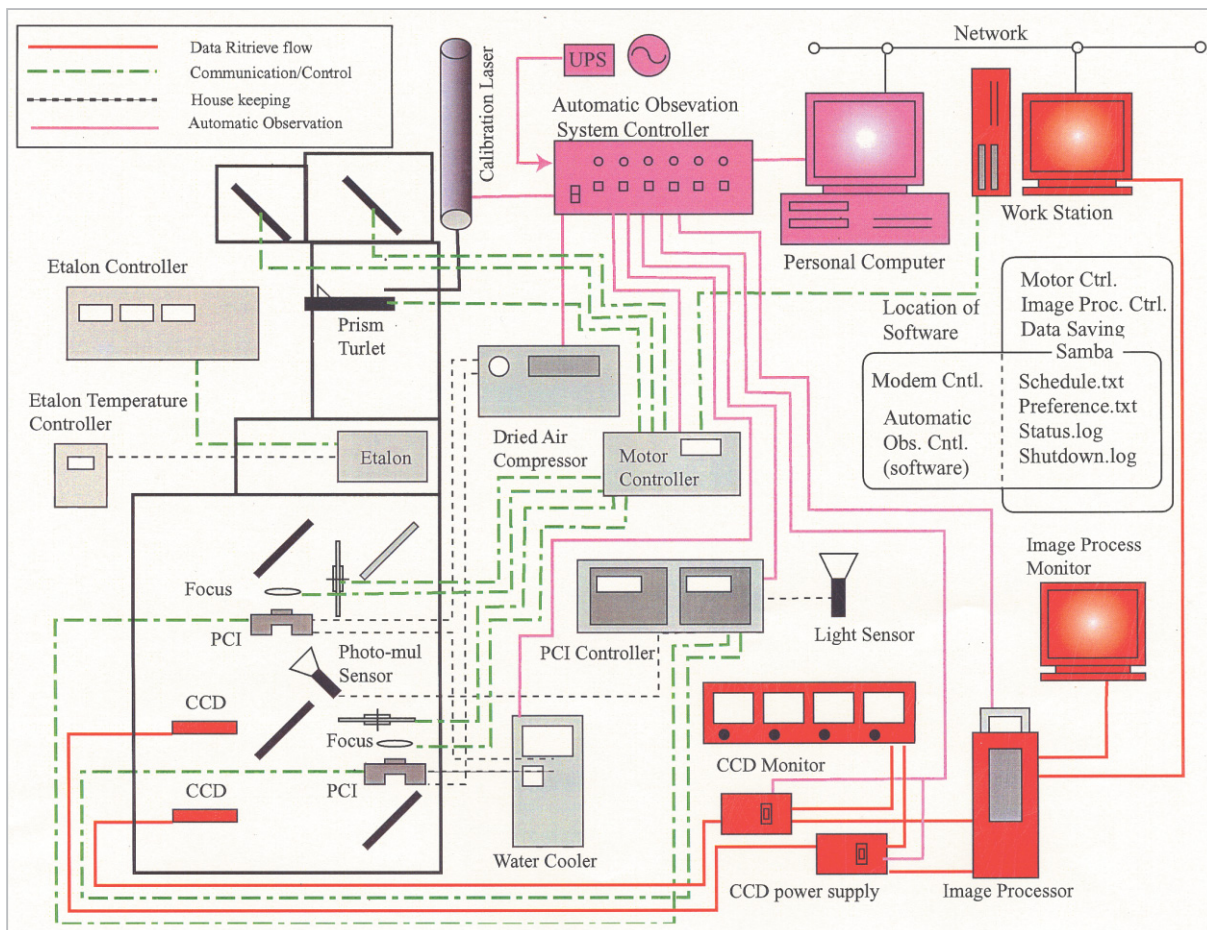 Data Ritrieve flow
Communication/Control
House keeping
Automatic Observation
Calibration Laser
UPS
Automatic Obsevation
System Controller
Network
Work Station
Personal Computer
Etalon Controller
Prism
Turlet
Location of
Software
Motor Ctrl.
Image Proc. Ctrl.
Data Saving
Samba
Modem Cntl.
Automatic
Obs. Cntl.
(software)
Schedule.txt
Preference.txt
Status.log
Shutdown.log
Etalon Temperature
Controller
Etalon
Dried Air
Compressor
Motor
Controller
Focus
PCI
Photo-mul
Sensor
PCI Controller
Light Sensor
Image Process
Monitor
CCD
Focus
CCD Monitor
PCI
CCD
Water Cooler
CCD power supply
Image Processor